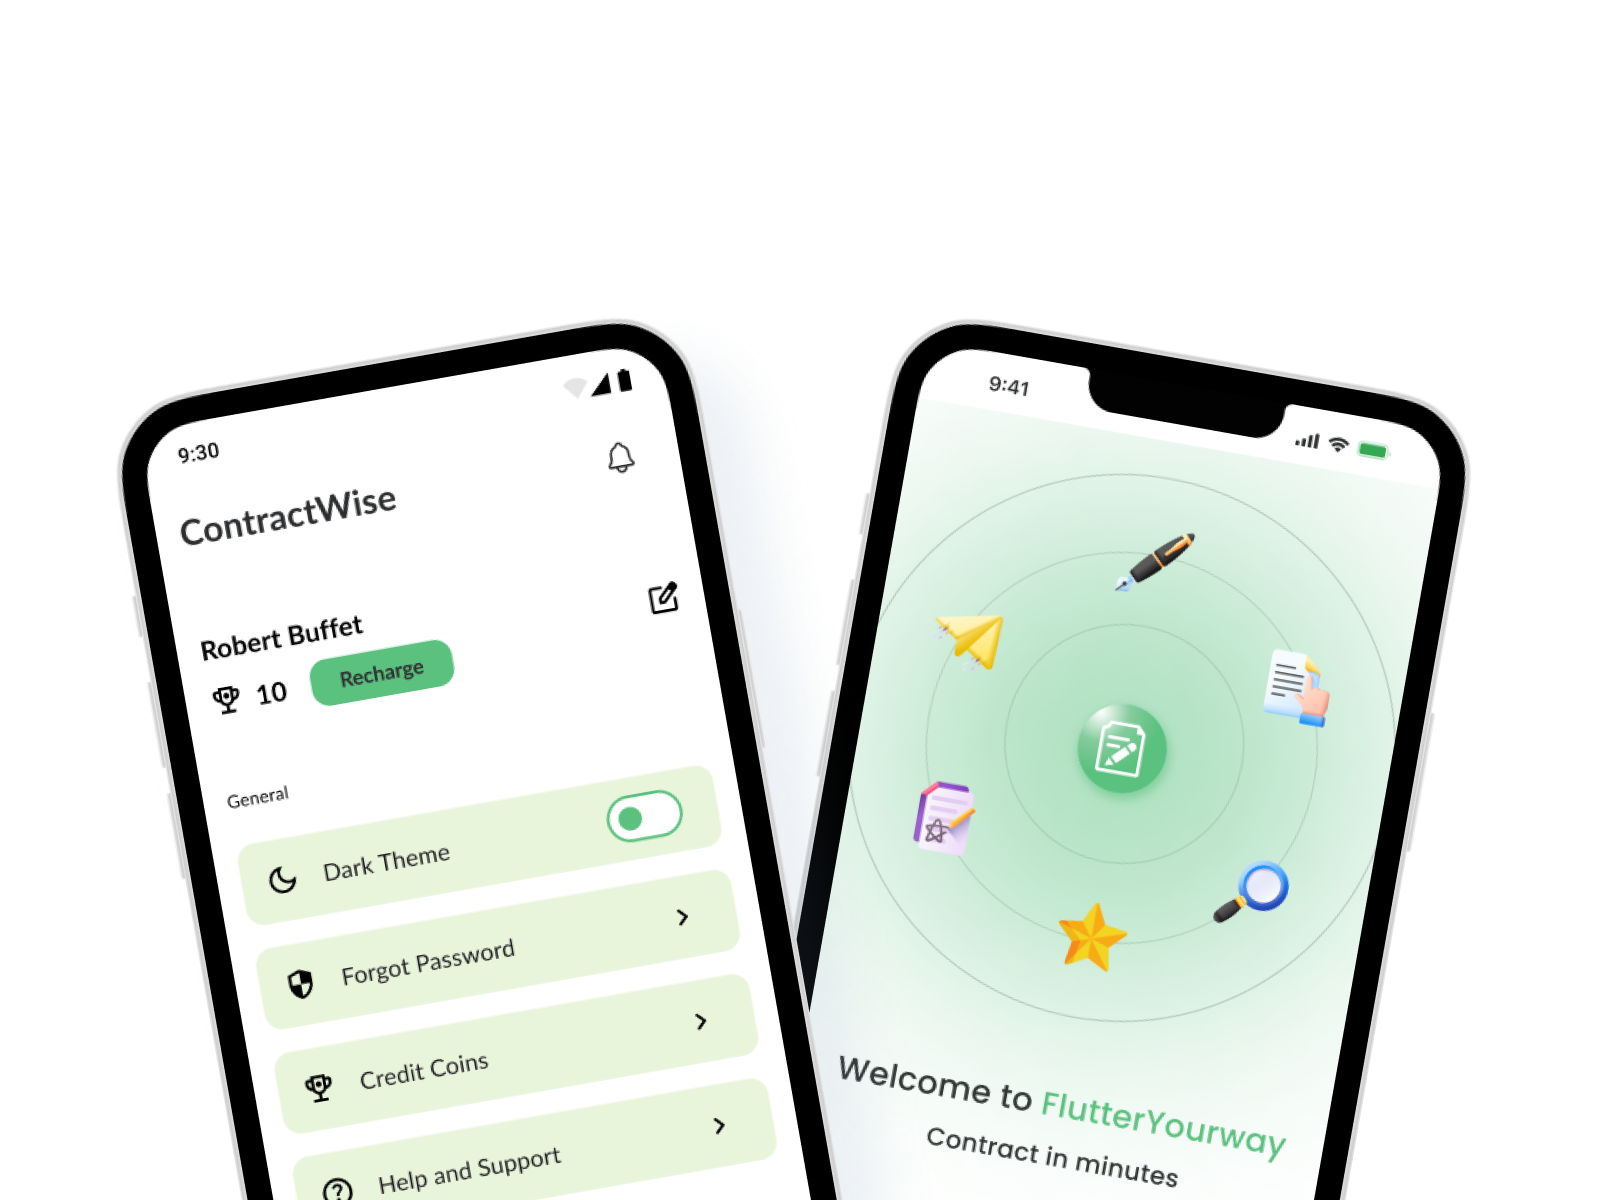 9:30
ContractWise
Robert Buffet
10
Recharge
General
Dark Theme
Forgot Password
Credit Coins
Help and Support
9:41
Welcome to FlutterYourway
Contract in minutes